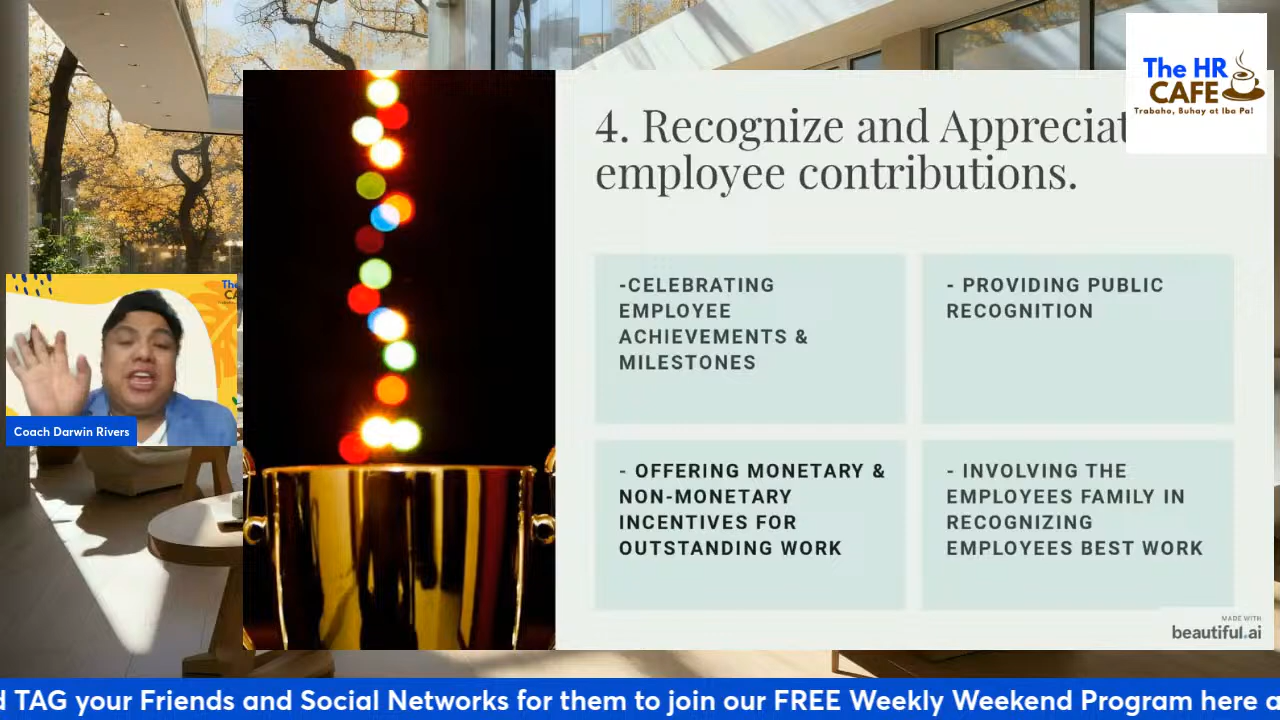 The HR
CAFE
Trabaho, Buhay at Iba Pa!
4. Recognize and Appreciat
employee contributions.
-CELEBRATING
EMPLOYEE
ACHIEVEMENTS &
MILESTONES
- PROVIDING PUBLIC
RECOGNITION
- OFFERING MONETARY &
NON-MONETARY
INCENTIVES FOR
OUTSTANDING WORK
- INVOLVING THE
EMPLOYEES FAMILY IN
RECOGNIZING
EMPLOYEES BEST WORK
The
CA
Coach Darwin Rivers
MADE WITH
beautiful.ai
TAG your Friends and Social Networks for them to join our FREE Weekly Weekend Program here